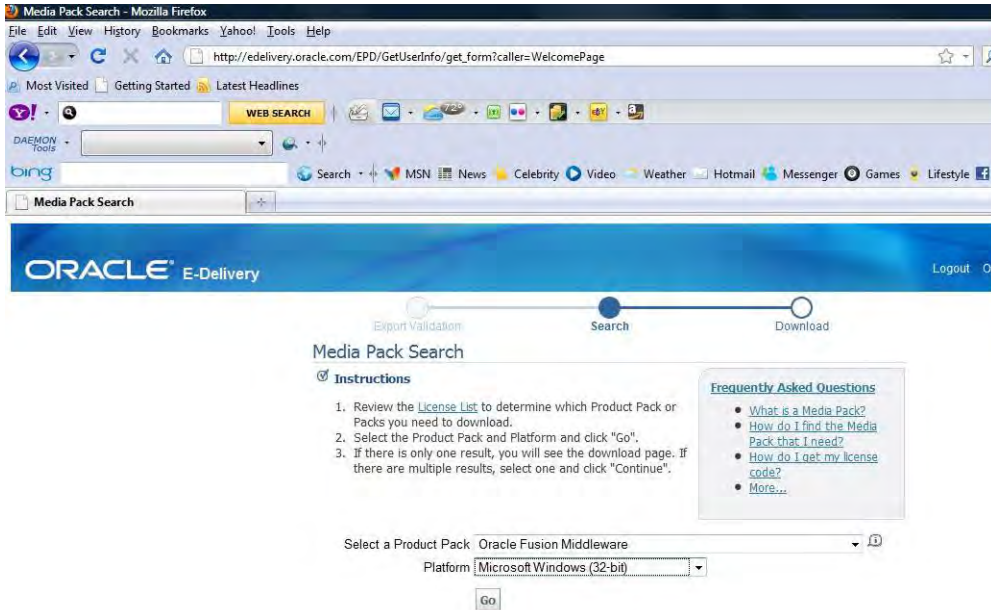 Media Pack Search - Mozilla Firefox
File Edit View History Bookmarks Yahoo! Tools Help
http://edelivery.oracle.com/EPD/GetUserInfo/get_form?caller=WelcomePage
Most Visited Getting Started Latest Headlines
Y! WEB SEARCH
DAEMON Tools
bing Search MSN News Celebrity Video Weather Hotmail Messenger Games Lifestyle
Media Pack Search
ORACLE® E-Delivery Logout
Export Validation Search Download
Media Pack Search
Instructions
1. Review the License List to determine which Product Pack or
Packs you need to download.
2. Select the Product Pack and Platform and click "Go".
3. If there is only one result, you will see the download page. If
there are multiple results, select one and click "Continue".
Frequently Asked Questions
What is a Media Pack?
How do I find the Media
Pack that I need?
How do I get my license
code?
More...
Select a Product Pack Oracle Fusion Middleware
Platform Microsoft Windows (32-bit)
Go